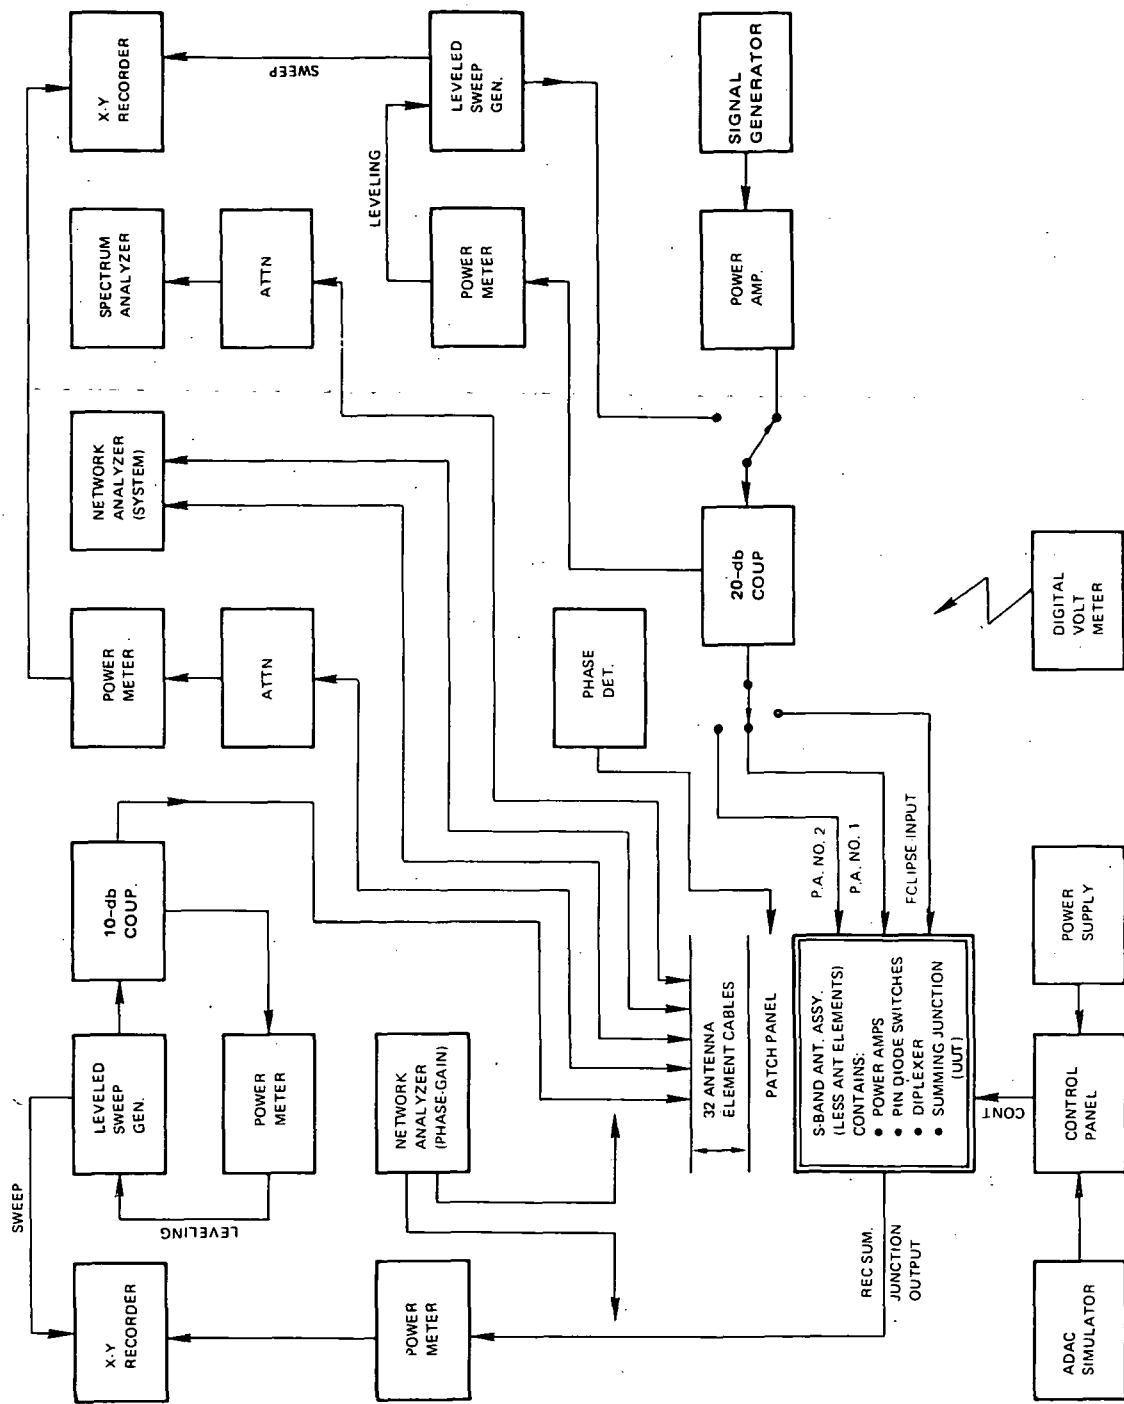 X-Y
RECORDER
SWEEP
LEVELED
SWEEP
GEN.
SIGNAL
GENERATOR
LEVELING
SPECTRUM
ANALYZER
ATTN
POWER
METER
POWER
AMP.
NETWORK
ANALYZER
(SYSTEM)
20-db
COUP
DIGITAL
VOLT
METER
POWER
METER
ATTN
PHASE
DET.
P.A. NO. 2
P.A. NO. 1
ECLIPSE INPUT
10-db
COUP.
POWER
SUPPLY
SWEEP
LEVELED
SWEEP
GEN.
LEVELING
POWER
METER
NETWORK
ANALYZER
(PHASE-GAIN)
32 ANTENNA
ELEMENT CABLES
PATCH PANEL
S-BAND ANT. ASSY.
(LESS ANT ELEMENTS)
CONTAINS:
● POWER AMPS
● PIN DIODE SWITCHES
● DIPLEXER
● SUMMING JUNCTION
(UUT)
CONT
CONTROL
PANEL
X-Y
RECORDER
POWER
METER
REC SUM.
JUNCTION
OUTPUT
ADAC
SIMULATOR